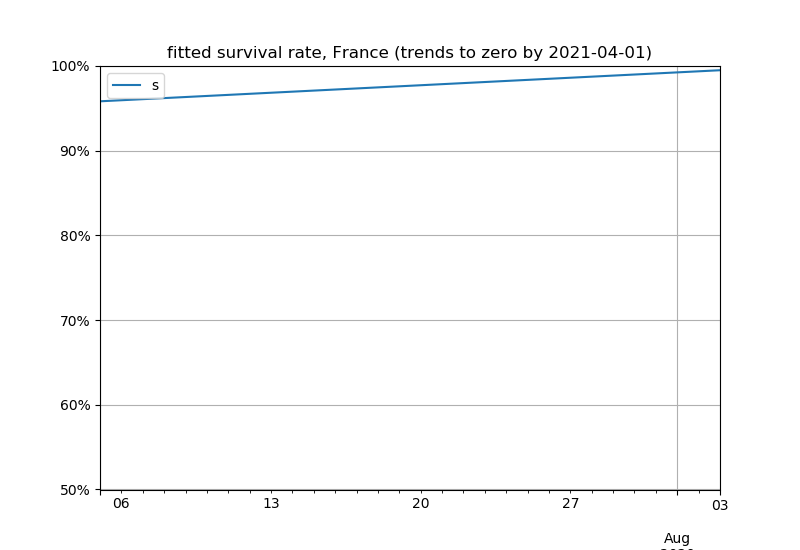 fitted survival rate, France (trends to zero by 2021-04-01)
100%
s
90%
80%
70%
60%
50%
06 13 20 27 03
Aug